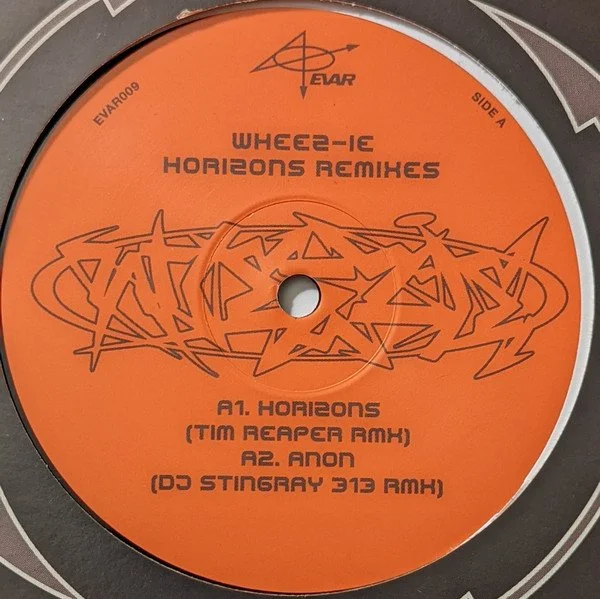 EVAR
EVAR009
SIDE A
WHEEZ-IE
HORIZONS REMIXES
A1. HORIZONS
(TIM REAPER RMX)
A2. ANON
(DJ STINGRAY 313 RMX)